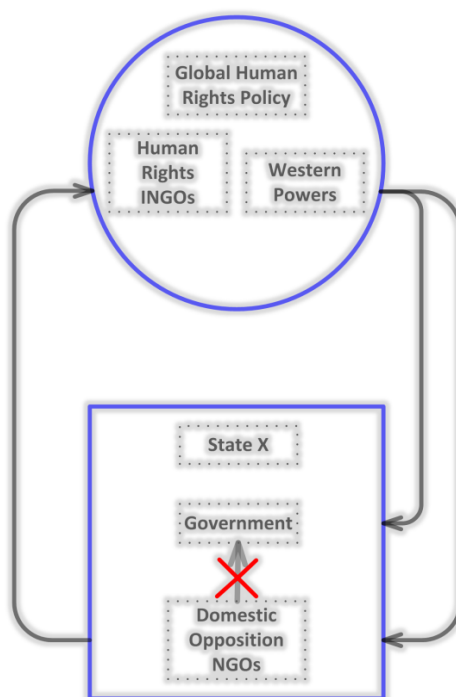 Global Human
Rights Policy
Human
Rights
INGOs
Western
Powers
State X
Government
Domestic
Opposition
NGOs